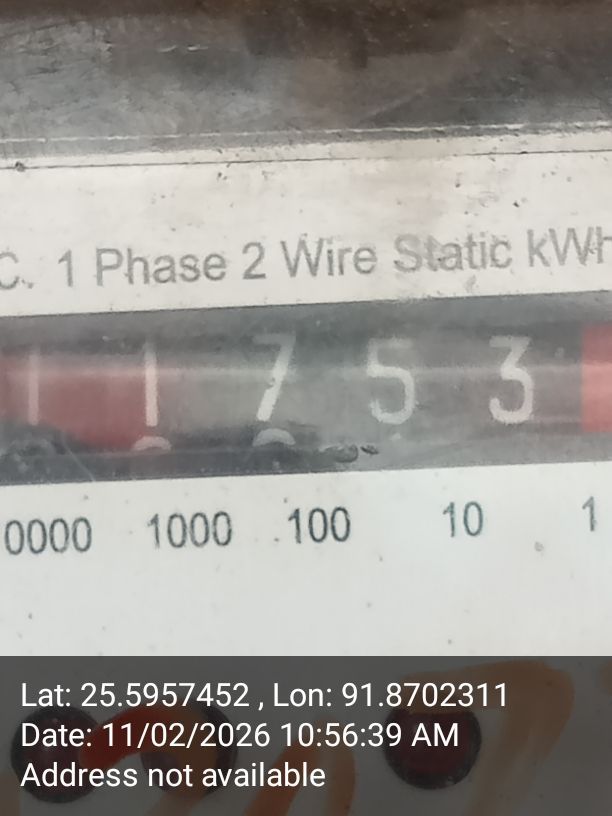 C. 1 Phase 2 Wire Static kWh
1 1 7 5 3
0000 1000 100 10 1
Lat: 25.5957452 , Lon: 91.8702311
Date: 11/02/2026 10:56:39 AM
Address not available